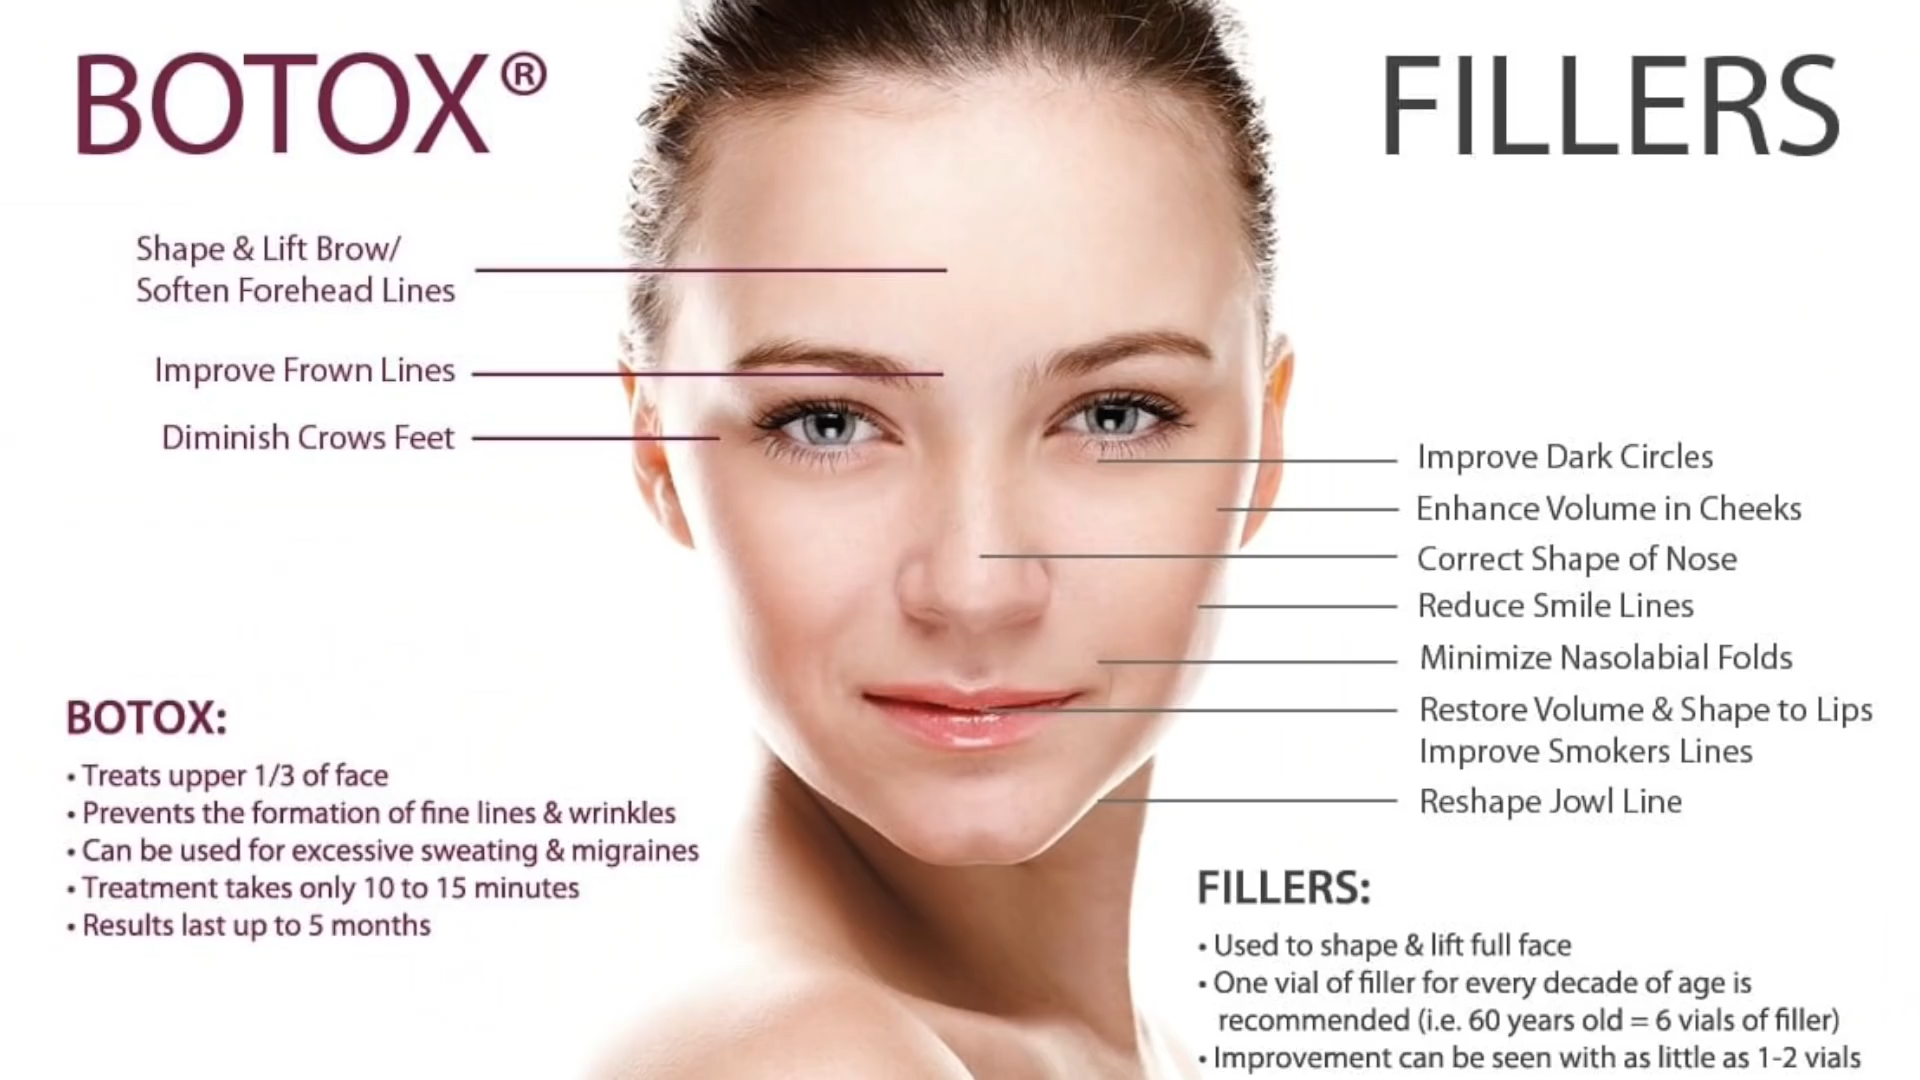 BOTOX®
Shape & Lift Brow/
Soften Forehead Lines
Improve Frown Lines
Diminish Crows Feet
BOTOX:
• Treats upper 1/3 of face
• Prevents the formation of fine lines & wrinkles
• Can be used for excessive sweating & migraines
• Treatment takes only 10 to 15 minutes
• Results last up to 5 months
FILLERS
Improve Dark Circles
Enhance Volume in Cheeks
Correct Shape of Nose
Reduce Smile Lines
Minimize Nasolabial Folds
Restore Volume & Shape to Lips
Improve Smokers Lines
Reshape Jowl Line
FILLERS:
• Used to shape & lift full face
• One vial of filler for every decade of age is
recommended (i.e. 60 years old = 6 vials of filler)
• Improvement can be seen with as little as 1-2 vials